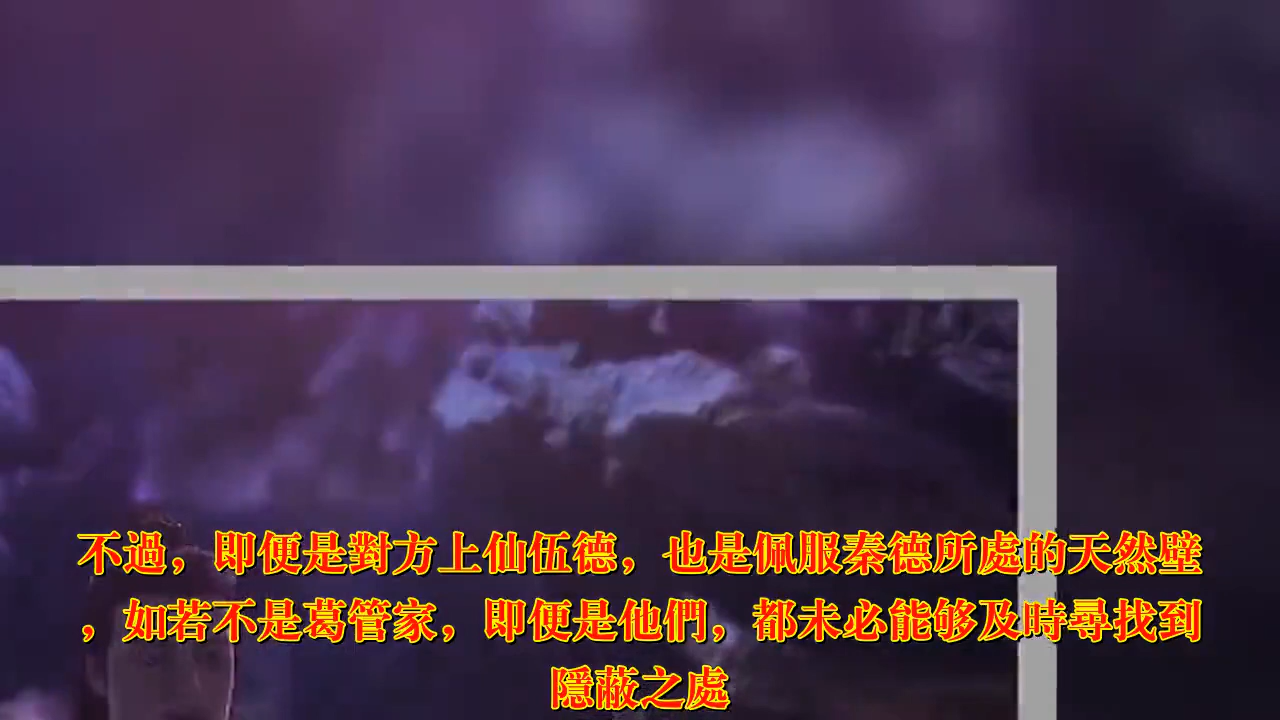 不過，即便是對方上仙伍德，也是佩服秦德所處的天然壁
，如若不是葛管家，即便是他們，都未必能够及時尋找到
隱蔽之處